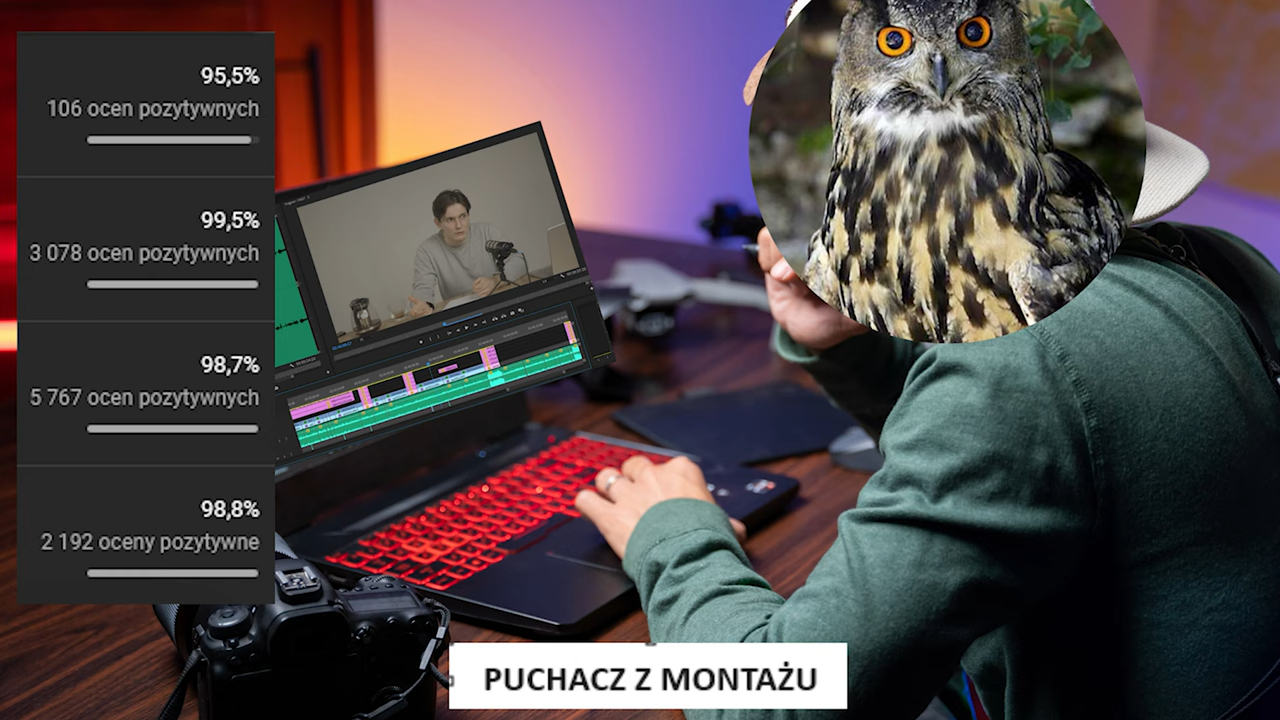 95,5%
106 ocen pozytywnych
99,5%
3 078 ocen pozytywnych
98,7%
5 767 ocen pozytywnych
98,8%
2 192 oceny pozytywne
PUCHACZ Z MONTAŻU